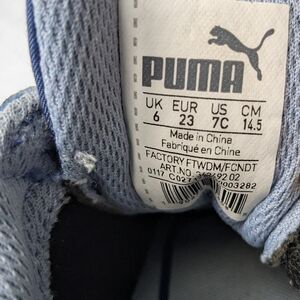 PUMA
UK EUR US CM
6 23 7C 14.5
Made in China
Fabriqué en Chine
FACTORY FTWDM/FCNDT
ART.NO.
0117